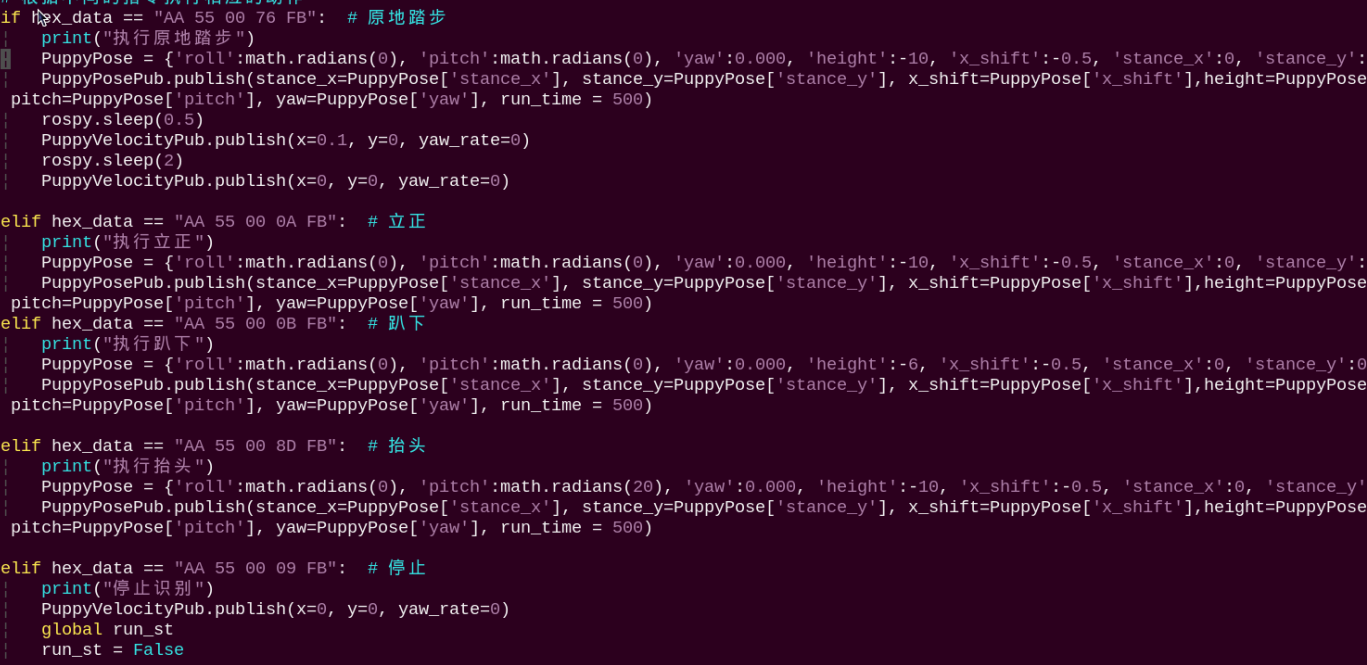 # 根据不同的指令执行相应的动作
if hex_data == "AA 55 00 76 FB":  # 原地踏步
    print("执行原地踏步")
    PuppyPose = {'roll':math.radians(0), 'pitch':math.radians(0), 'yaw':0.000, 'height':-10, 'x_shift':-0.5, 'stance_x':0, 'stance_y':
    PuppyPosePub.publish(stance_x=PuppyPose['stance_x'], stance_y=PuppyPose['stance_y'], x_shift=PuppyPose['x_shift'],height=PuppyPose
 pitch=PuppyPose['pitch'], yaw=PuppyPose['yaw'], run_time = 500)
    rospy.sleep(0.5)
    PuppyVelocityPub.publish(x=0.1, y=0, yaw_rate=0)
    rospy.sleep(2)
    PuppyVelocityPub.publish(x=0, y=0, yaw_rate=0)
elif hex_data == "AA 55 00 0A FB":  # 立正
    print("执行立正")
    PuppyPose = {'roll':math.radians(0), 'pitch':math.radians(0), 'yaw':0.000, 'height':-10, 'x_shift':-0.5, 'stance_x':0, 'stance_y':
    PuppyPosePub.publish(stance_x=PuppyPose['stance_x'], stance_y=PuppyPose['stance_y'], x_shift=PuppyPose['x_shift'],height=PuppyPose
 pitch=PuppyPose['pitch'], yaw=PuppyPose['yaw'], run_time = 500)
elif hex_data == "AA 55 00 0B FB":  # 趴下
    print("执行趴下")
    PuppyPose = {'roll':math.radians(0), 'pitch':math.radians(0), 'yaw':0.000, 'height':-6, 'x_shift':-0.5, 'stance_x':0, 'stance_y':0
    PuppyPosePub.publish(stance_x=PuppyPose['stance_x'], stance_y=PuppyPose['stance_y'], x_shift=PuppyPose['x_shift'],height=PuppyPose
 pitch=PuppyPose['pitch'], yaw=PuppyPose['yaw'], run_time = 500)
elif hex_data == "AA 55 00 8D FB":  # 抬头
    print("执行抬头")
    PuppyPose = {'roll':math.radians(0), 'pitch':math.radians(20), 'yaw':0.000, 'height':-10, 'x_shift':-0.5, 'stance_x':0, 'stance_y'
    PuppyPosePub.publish(stance_x=PuppyPose['stance_x'], stance_y=PuppyPose['stance_y'], x_shift=PuppyPose['x_shift'],height=PuppyPose
 pitch=PuppyPose['pitch'], yaw=PuppyPose['yaw'], run_time = 500)
elif hex_data == "AA 55 00 09 FB":  # 停止
    print("停止识别")
    PuppyVelocityPub.publish(x=0, y=0, yaw_rate=0)
    global run_st
    run_st = False